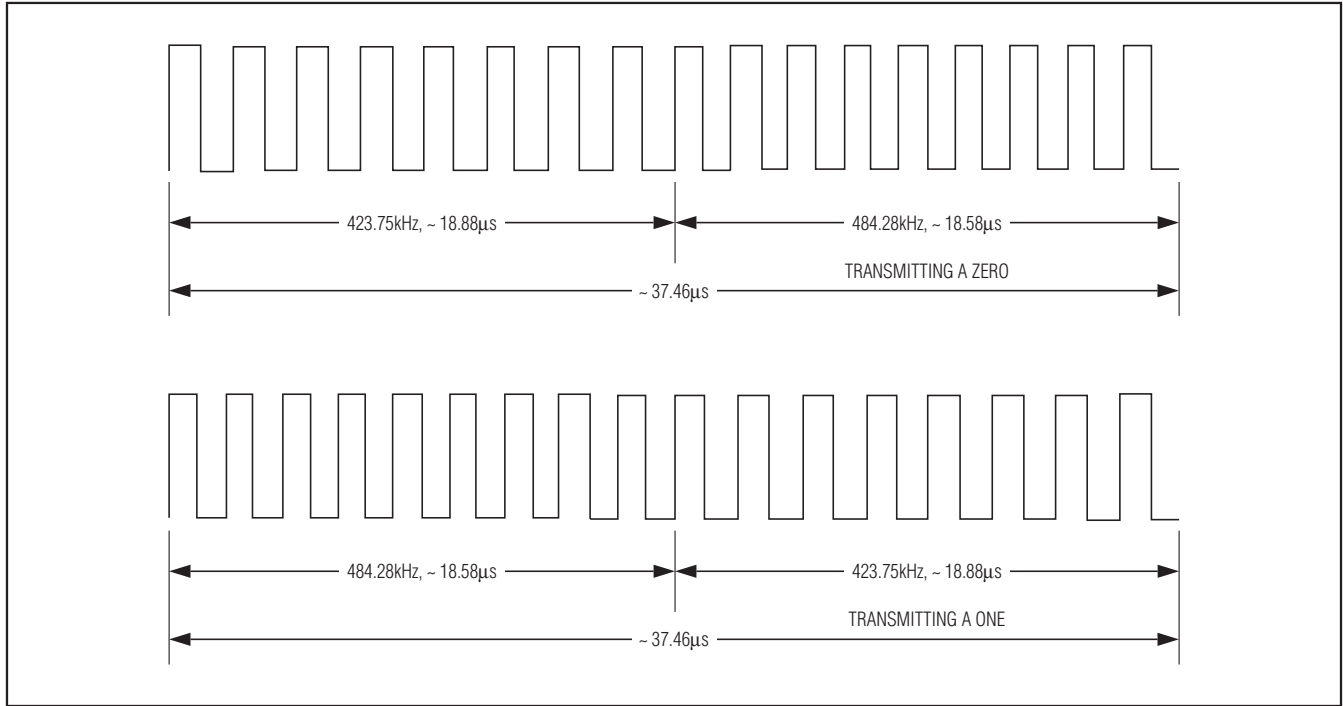 423.75kHz, ~ 18.88µs
484.28kHz, ~ 18.58µs
TRANSMITTING A ZERO
~ 37.46µs
484.28kHz, ~ 18.58µs
423.75kHz, ~ 18.88µs
TRANSMITTING A ONE
~ 37.46µs